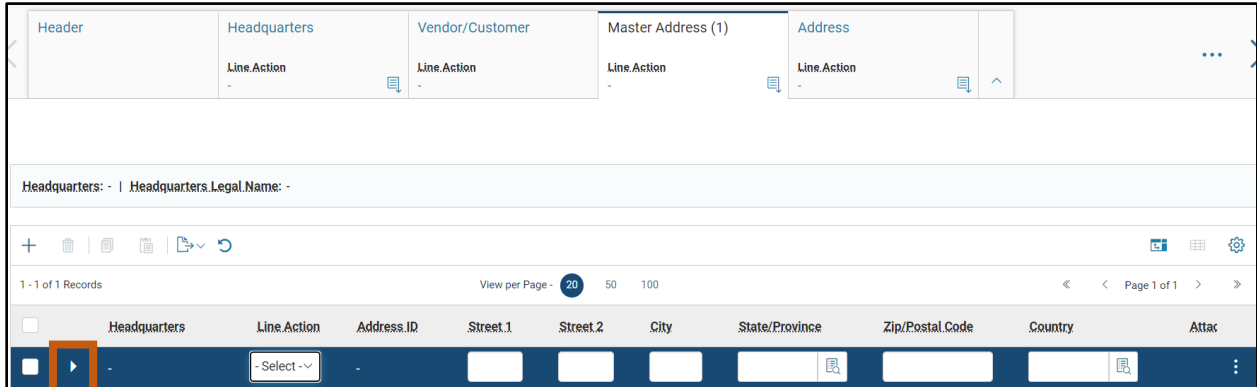 Header Headquarters Vendor/Customer Master Address (1) Address
Line Action Line Action Line Action Line Action
- - - -
Headquarters: - | Headquarters Legal Name: -
1 - 1 of 1 Records View per Page - 20 50 100 Page 1 of 1
Headquarters Line Action Address ID Street 1 Street 2 City State/Province Zip/Postal Code Country Attac
- - Select - -